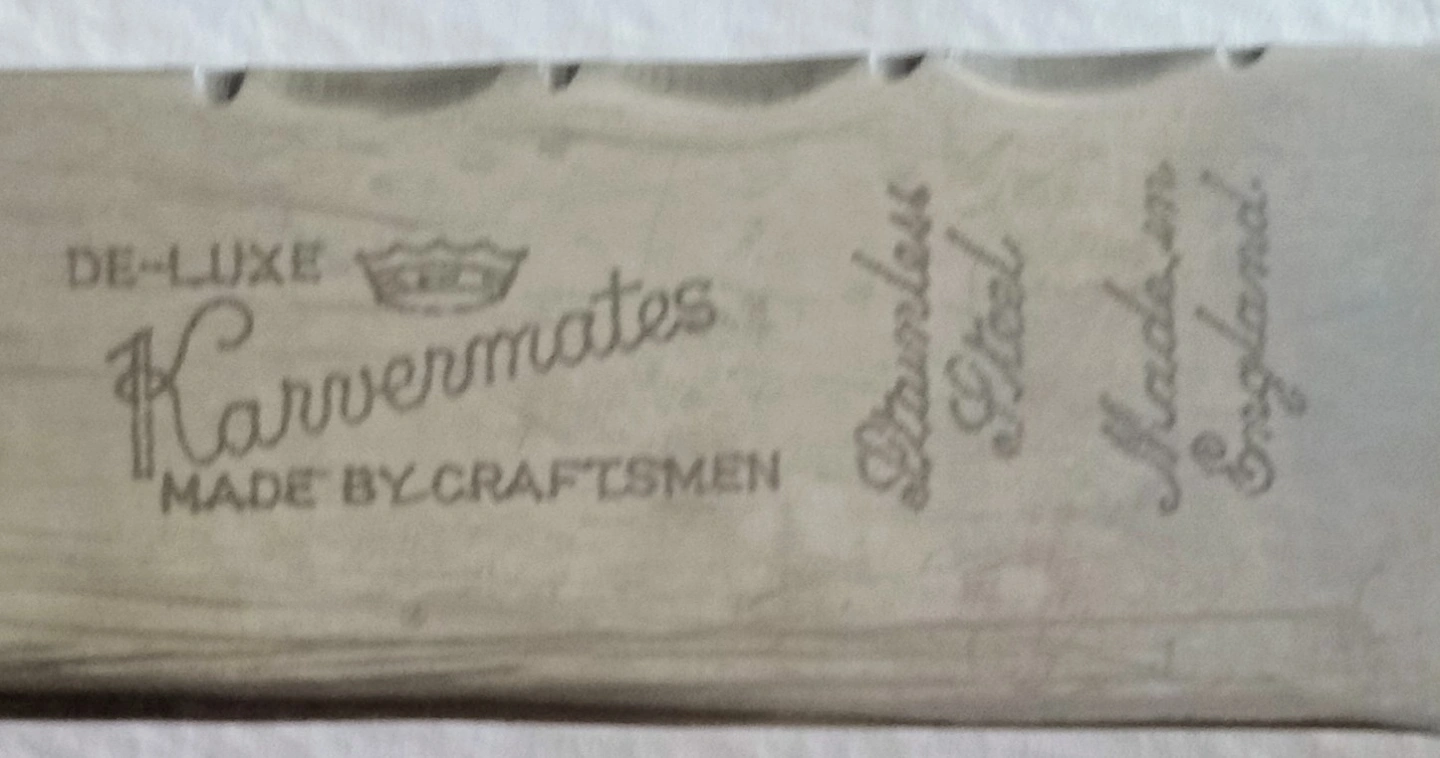 DE-LUXE
Karvermates
MADE BY CRAFTSMEN
Stainless
Steel
Made in
England